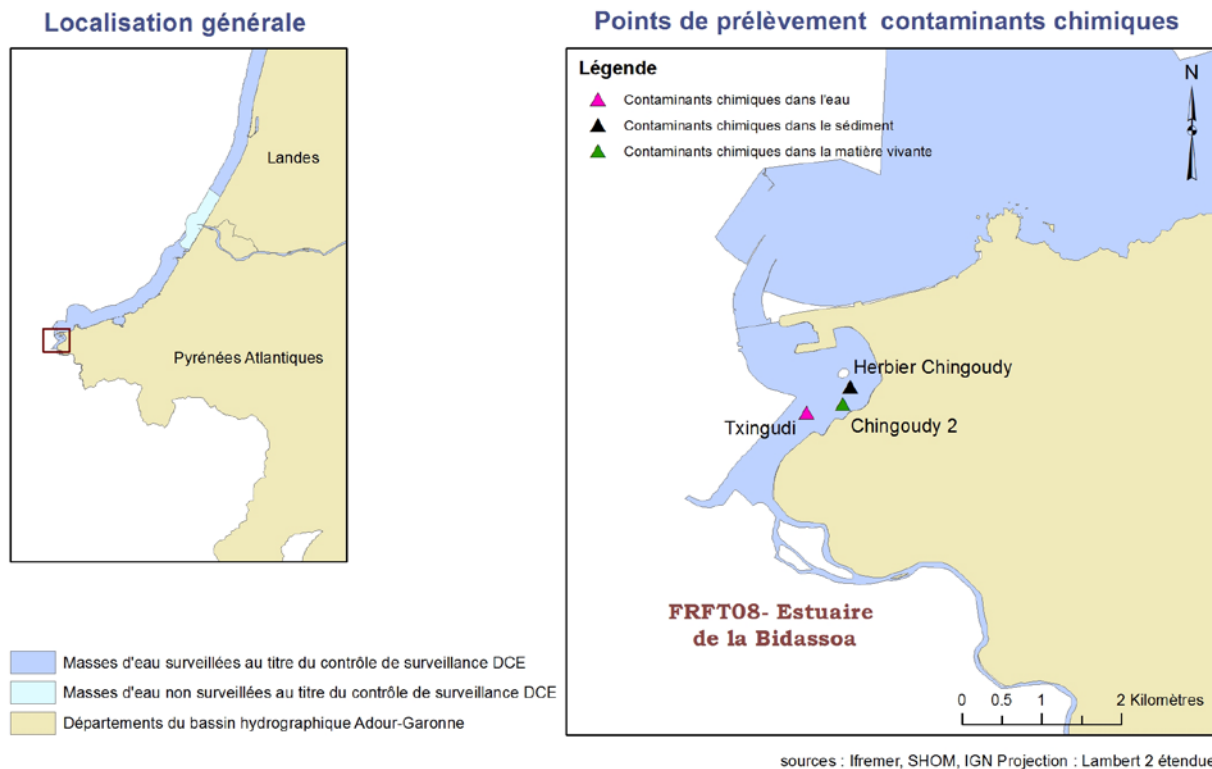 Localisation générale
Landes
Pyrénées Atlantiques
Masses d'eau surveillées au titre du contrôle de surveillance DCE
Masses d'eau non surveillées au titre du contrôle de surveillance DCE
Départements du bassin hydrographique Adour-Garonne
Points de prélèvement contaminants chimiques
Légende
Contaminants chimiques dans l'eau
Contaminants chimiques dans le sédiment
Contaminants chimiques dans la matière vivante
N
Herbier Chingoudy
Txingudi
Chingoudy 2
FRFT08- Estuaire
de la Bidassoa
0 0.5 1 2 Kilomètres
sources : Ifremer, SHOM, IGN Projection : Lambert 2 étendue